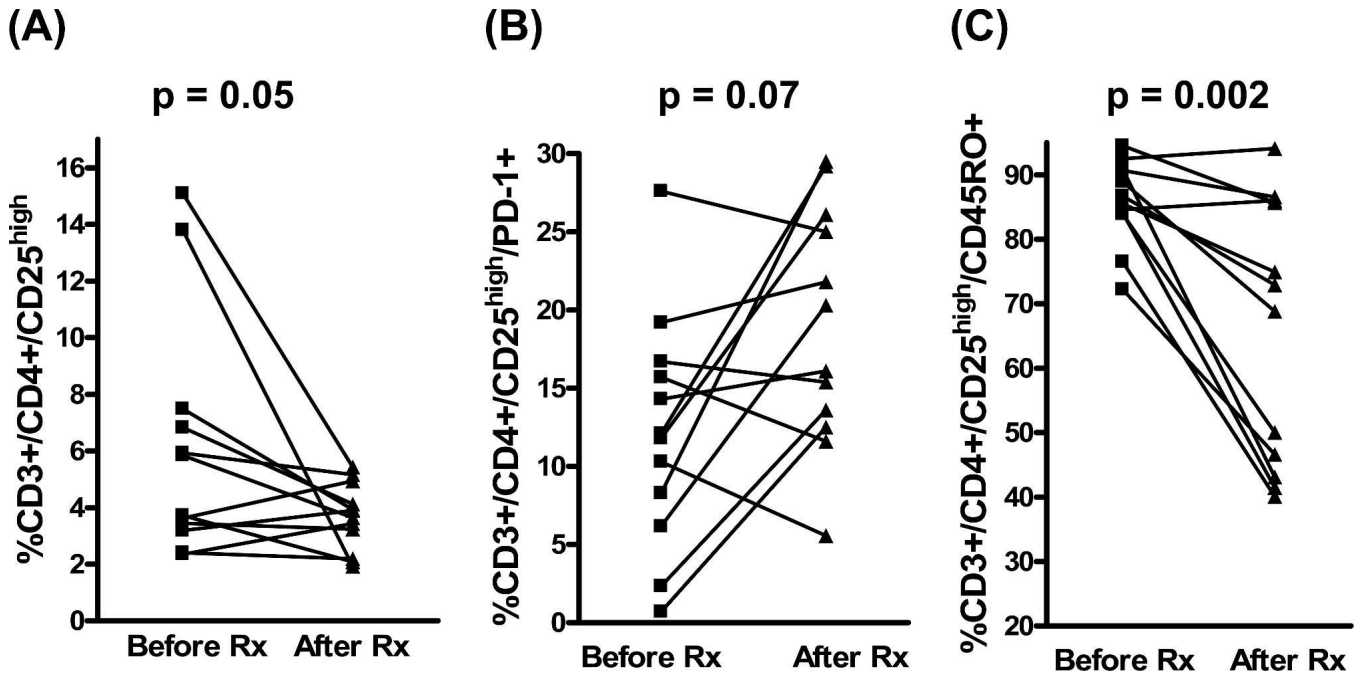 (A)
p = 0.05
%CD3+/CD4+/CD25high
16
14
12
10
8
6
4
2
0
Before Rx After Rx
(B)
p = 0.07
%CD3+/CD4+/CD25high/PD-1+
30
25
20
15
10
5
0
Before Rx After Rx
(C)
p = 0.002
%CD3+/CD4+/CD25high/CD45RO+
90
80
70
60
50
40
30
20
Before Rx After Rx